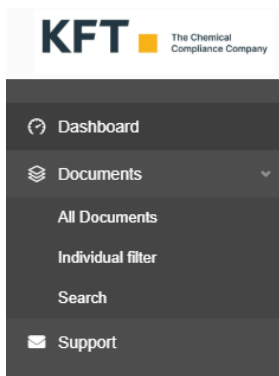 KFT
The Chemical
Compliance Company
Dashboard
Documents
All Documents
Individual filter
Search
Support